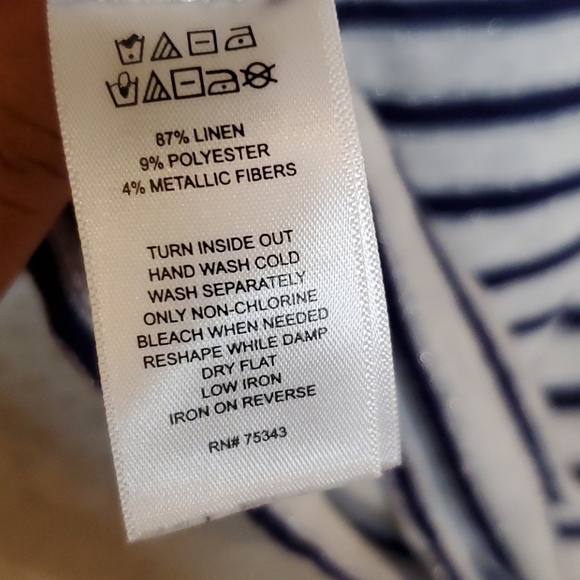 87% LINEN
9% POLYESTER
4% METALLIC FIBERS
TURN INSIDE OUT
HAND WASH COLD
WASH SEPARATELY
ONLY NON-CHLORINE
BLEACH WHEN NEEDED
RESHAPE WHILE DAMP
DRY FLAT
LOW IRON
IRON ON REVERSE
RN# 75343